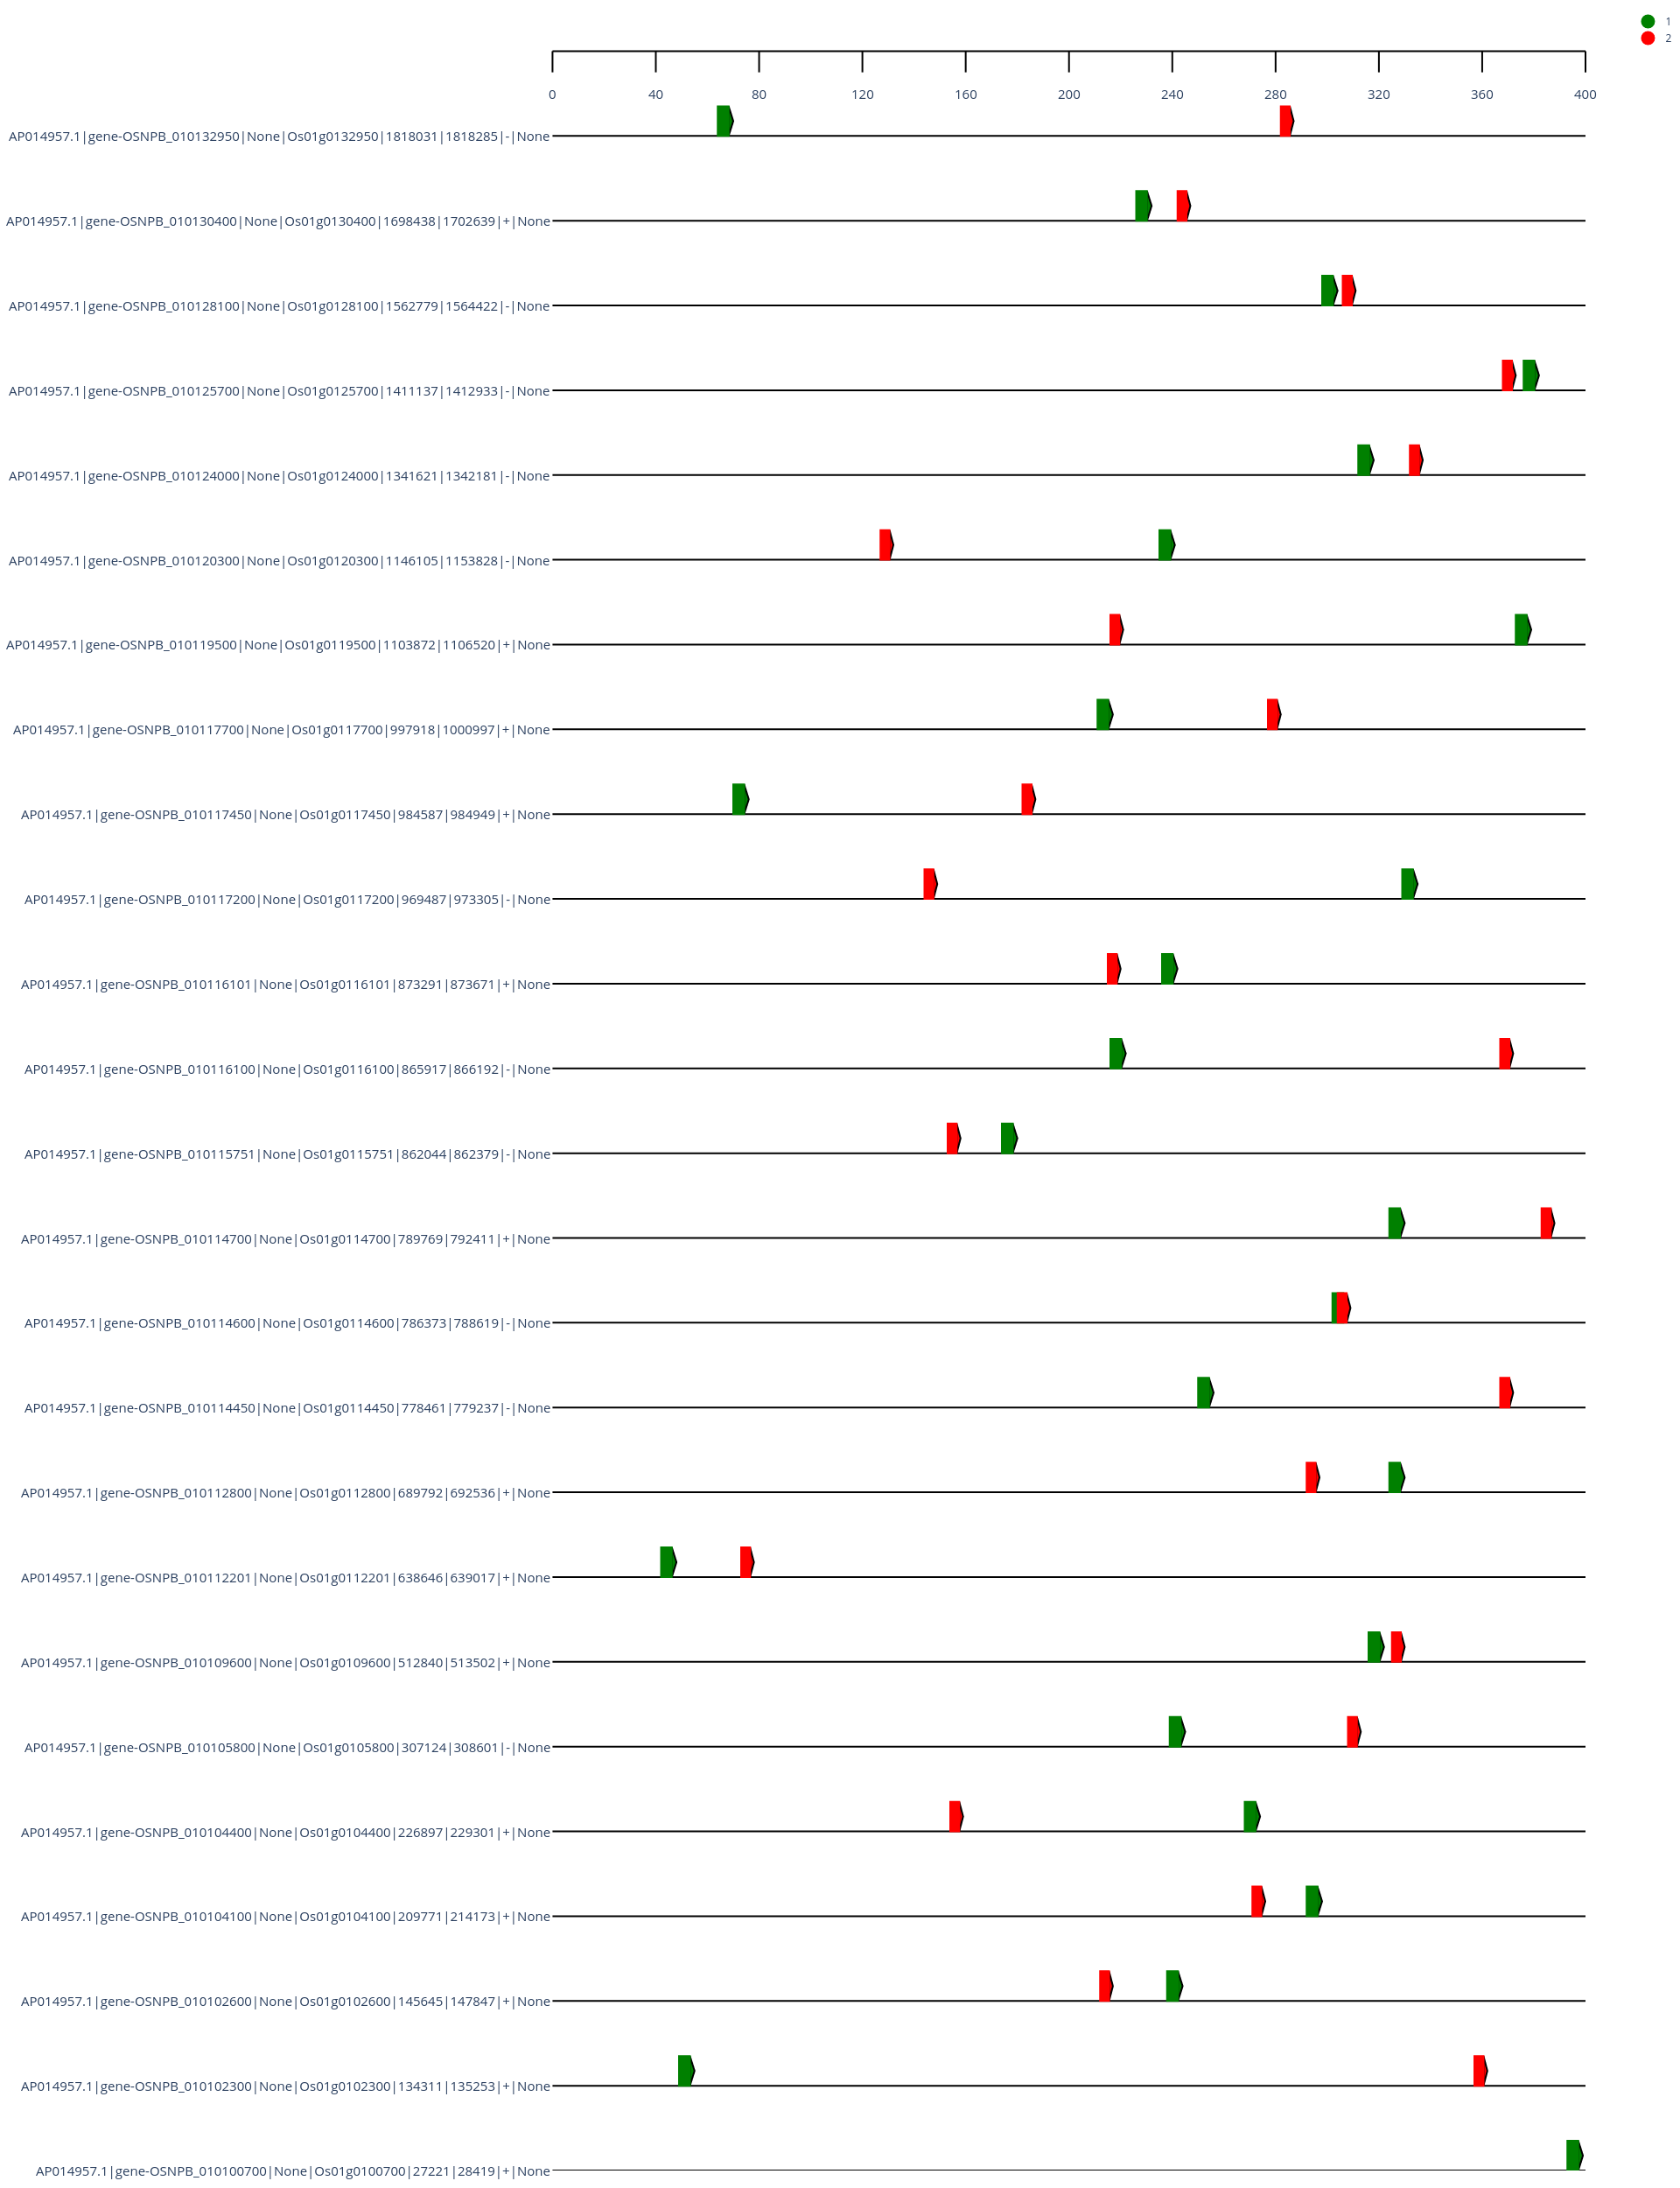 1
2
0 40 80 120 160 200 240 280 320 360 400
AP014957.1|gene-OSNPB_010132950|None|Os01g0132950|1818031|1818285|-|None
AP014957.1|gene-OSNPB_010130400|None|Os01g0130400|1698438|1702639|+|None
AP014957.1|gene-OSNPB_010128100|None|Os01g0128100|1562779|1564422|-|None
AP014957.1|gene-OSNPB_010125700|None|Os01g0125700|1411137|1412933|-|None
AP014957.1|gene-OSNPB_010124000|None|Os01g0124000|1341621|1342181|-|None
AP014957.1|gene-OSNPB_010120300|None|Os01g0120300|1146105|1153828|-|None
AP014957.1|gene-OSNPB_010119500|None|Os01g0119500|1103872|1106520|+|None
AP014957.1|gene-OSNPB_010117700|None|Os01g0117700|997918|1000997|+|None
AP014957.1|gene-OSNPB_010117450|None|Os01g0117450|984587|984949|+|None
AP014957.1|gene-OSNPB_010117200|None|Os01g0117200|969487|973305|-|None
AP014957.1|gene-OSNPB_010116101|None|Os01g0116101|873291|873671|+|None
AP014957.1|gene-OSNPB_010116100|None|Os01g0116100|865917|866192|-|None
AP014957.1|gene-OSNPB_010115751|None|Os01g0115751|862044|862379|-|None
AP014957.1|gene-OSNPB_010114700|None|Os01g0114700|789769|792411|+|None
AP014957.1|gene-OSNPB_010114600|None|Os01g0114600|786373|788619|-|None
AP014957.1|gene-OSNPB_010114450|None|Os01g0114450|778461|779237|-|None
AP014957.1|gene-OSNPB_010112800|None|Os01g0112800|689792|692536|+|None
AP014957.1|gene-OSNPB_010112201|None|Os01g0112201|638646|639017|+|None
AP014957.1|gene-OSNPB_010109600|None|Os01g0109600|512840|513502|+|None
AP014957.1|gene-OSNPB_010105800|None|Os01g0105800|307124|308601|-|None
AP014957.1|gene-OSNPB_010104400|None|Os01g0104400|226897|229301|+|None
AP014957.1|gene-OSNPB_010104100|None|Os01g0104100|209771|214173|+|None
AP014957.1|gene-OSNPB_010102600|None|Os01g0102600|145645|147847|+|None
AP014957.1|gene-OSNPB_010102300|None|Os01g0102300|134311|135253|+|None
AP014957.1|gene-OSNPB_010100700|None|Os01g0100700|27221|28419|+|None